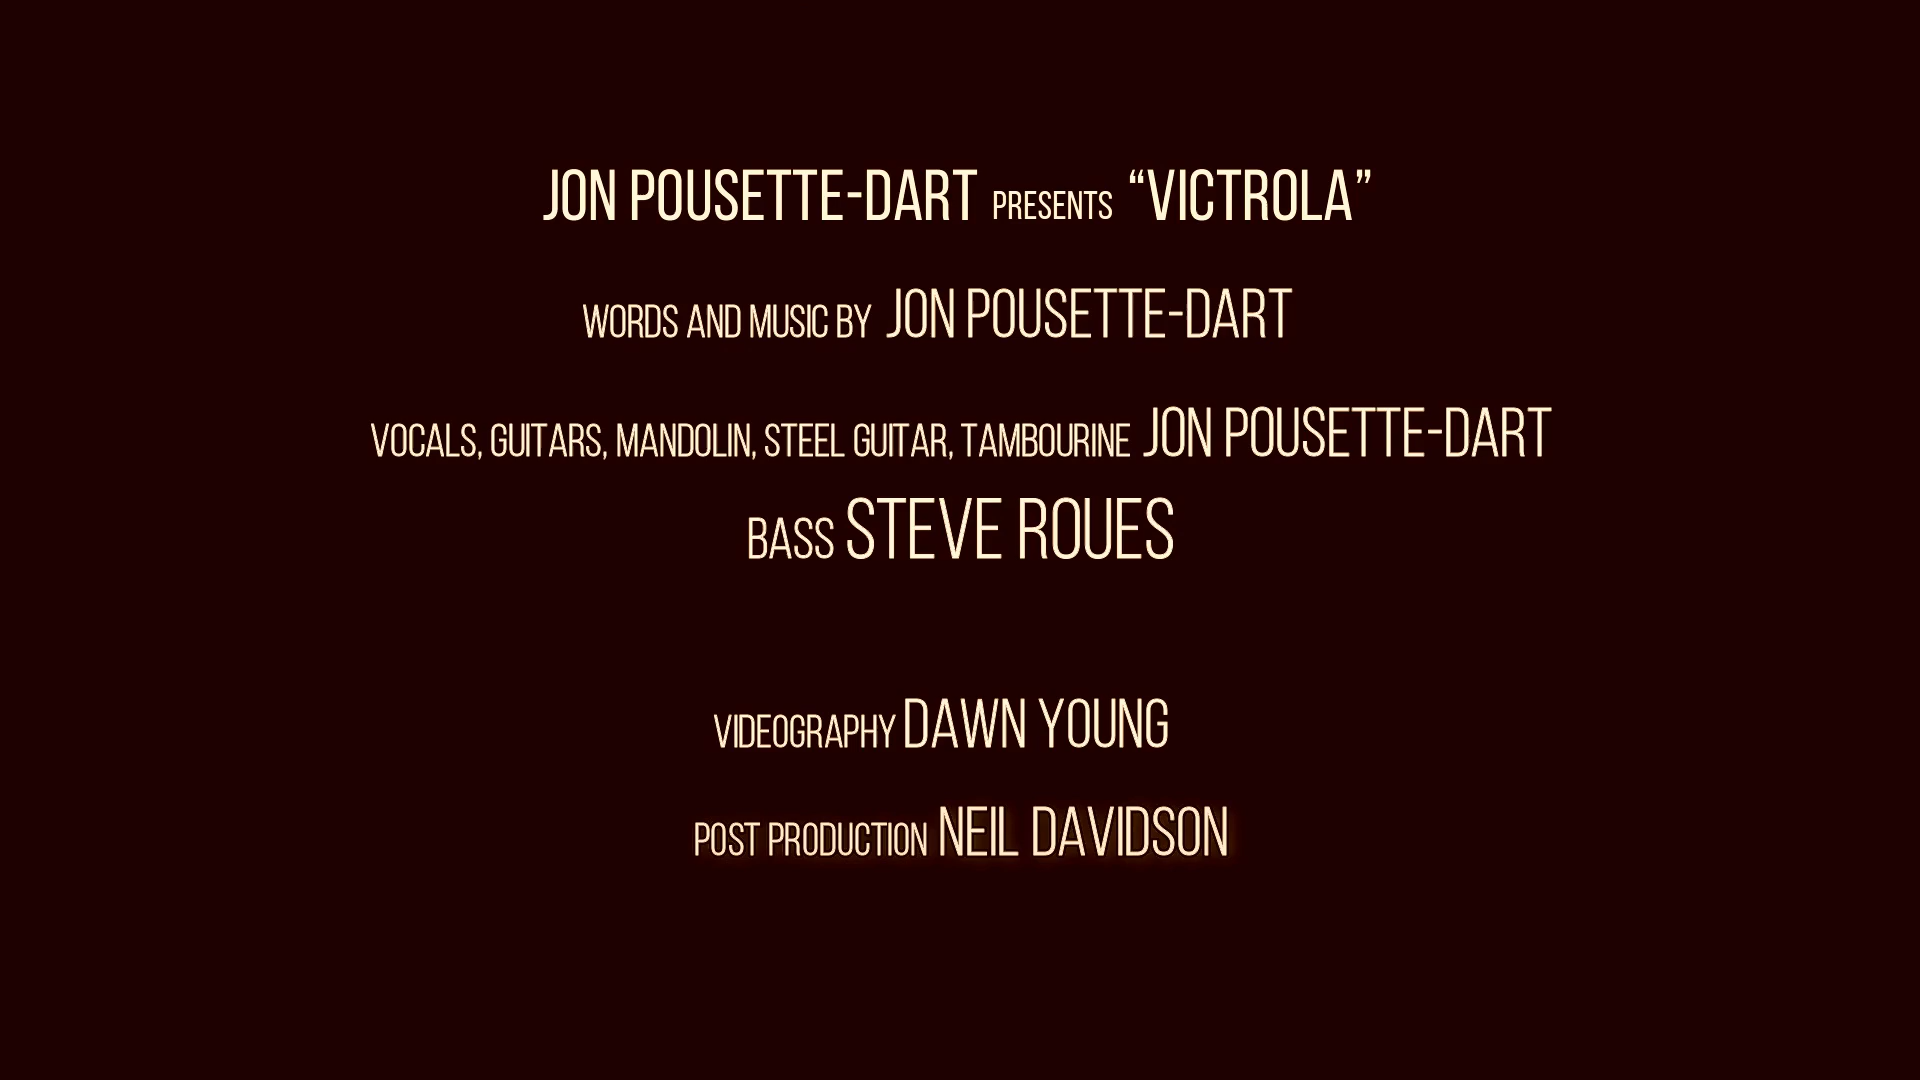 JON POUSETTE-DART PRESENTS “VICTROLA”
WORDS AND MUSIC BY JON POUSETTE-DART
VOCALS, GUITARS, MANDOLIN, STEEL GUITAR, TAMBOURINE JON POUSETTE-DART
BASS STEVE ROUES
VIDEOGRAPHY DAWN YOUNG
POST PRODUCTION NEIL DAVIDSON